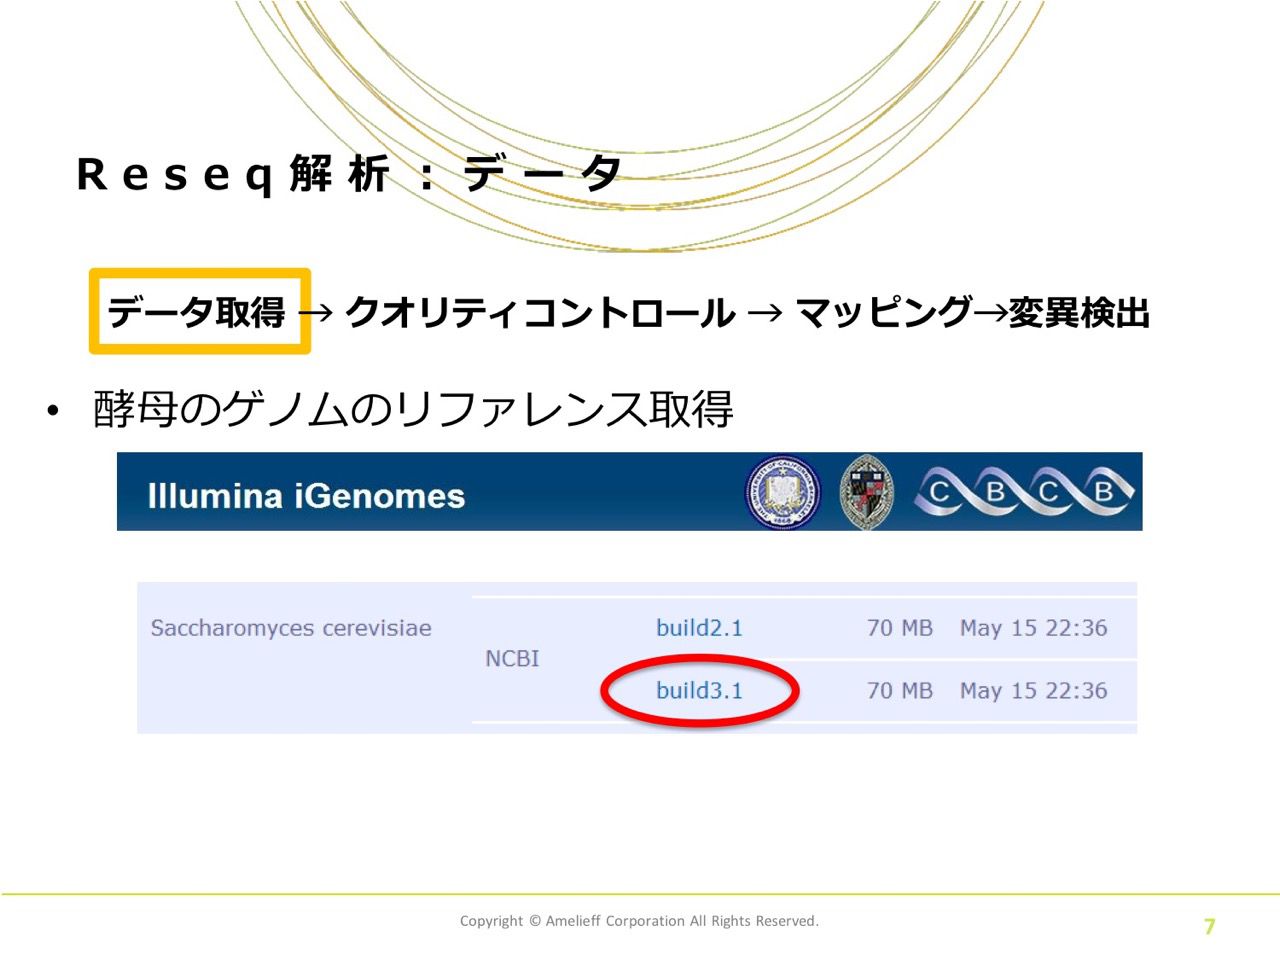 Reseq解析：データ
データ取得 → クオリティコントロール → マッピング→変異検出
• 酵母のゲノムのリファレンス取得
Illumina iGenomes
C B C B
Saccharomyces cerevisiae
NCBI
build2.1 70 MB May 15 22:36
build3.1 70 MB May 15 22:36
Copyright © Amelieff Corporation All Rights Reserved.
7